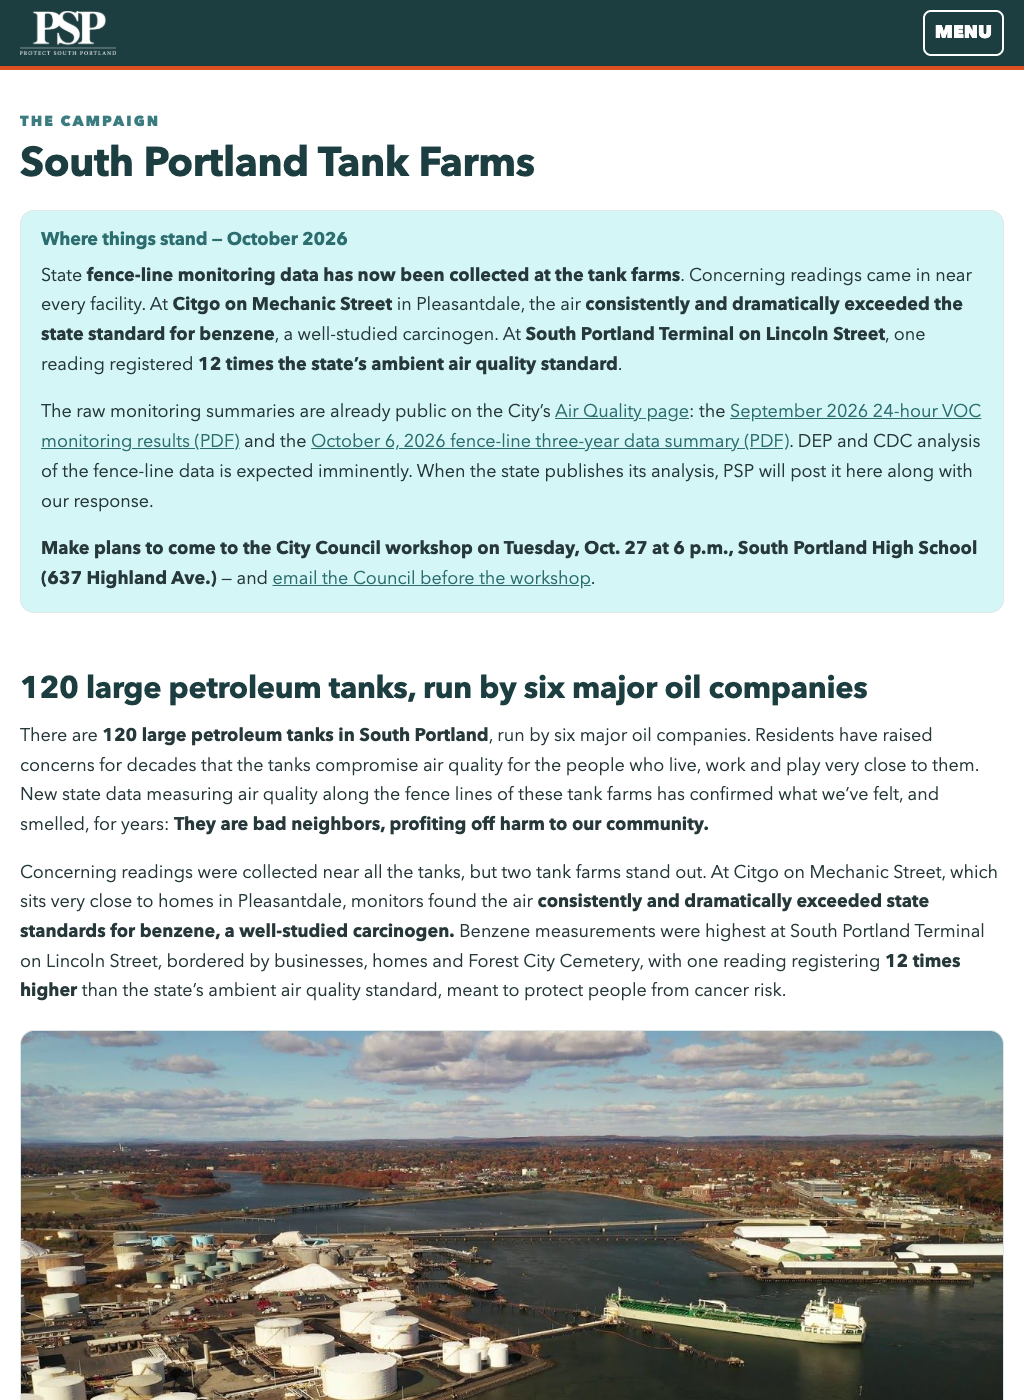 PSP
PROTECT SOUTH PORTLAND
MENU
THE CAMPAIGN
South Portland Tank Farms
Where things stand – October 2026
State fence-line monitoring data has now been collected at the tank farms. Concerning readings came in near
every facility. At Citgo on Mechanic Street in Pleasantdale, the air consistently and dramatically exceeded the
state standard for benzene, a well-studied carcinogen. At South Portland Terminal on Lincoln Street, one
reading registered 12 times the state’s ambient air quality standard.
The raw monitoring summaries are already public on the City’s Air Quality page: the September 2026 24-hour VOC
monitoring results (PDF) and the October 6, 2026 fence-line three-year data summary (PDF). DEP and CDC analysis
of the fence-line data is expected imminently. When the state publishes its analysis, PSP will post it here along with
our response.
Make plans to come to the City Council workshop on Tuesday, Oct. 27 at 6 p.m., South Portland High School
(637 Highland Ave.) – and email the Council before the workshop.
120 large petroleum tanks, run by six major oil companies
There are 120 large petroleum tanks in South Portland, run by six major oil companies. Residents have raised
concerns for decades that the tanks compromise air quality for the people who live, work and play very close to them.
New state data measuring air quality along the fence lines of these tank farms has confirmed what we’ve felt, and
smelled, for years: They are bad neighbors, profiting off harm to our community.
Concerning readings were collected near all the tanks, but two tank farms stand out. At Citgo on Mechanic Street, which
sits very close to homes in Pleasantdale, monitors found the air consistently and dramatically exceeded state
standards for benzene, a well-studied carcinogen. Benzene measurements were highest at South Portland Terminal
on Lincoln Street, bordered by businesses, homes and Forest City Cemetery, with one reading registering 12 times
higher than the state’s ambient air quality standard, meant to protect people from cancer risk.